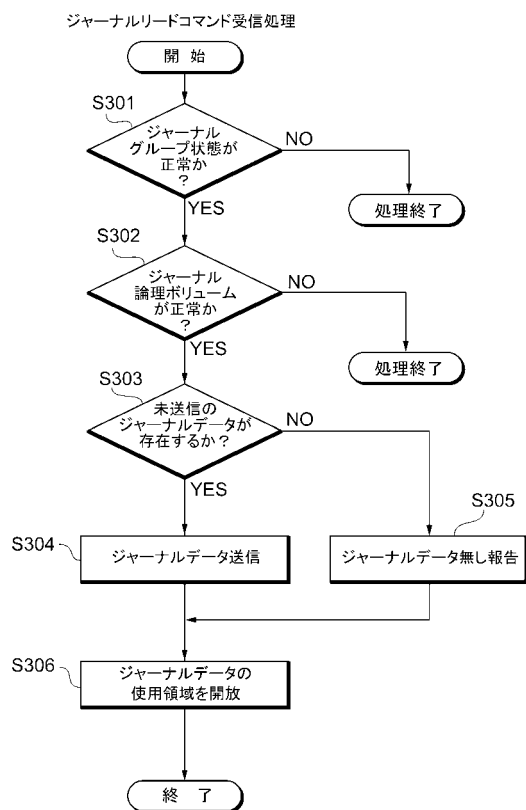 ジャーナルリードコマンド受信処理
開 始
S301
ジャーナル
グループ状態が
正常か
?
NO
処理終了
YES
S302
ジャーナル
論理ボリューム
が正常か
?
NO
処理終了
YES
S303
未送信の
ジャーナルデータが
存在するか?
NO
YES
S304
ジャーナルデータ送信
S305
ジャーナルデータ無し報告
S306
ジャーナルデータの
使用領域を開放
終 了